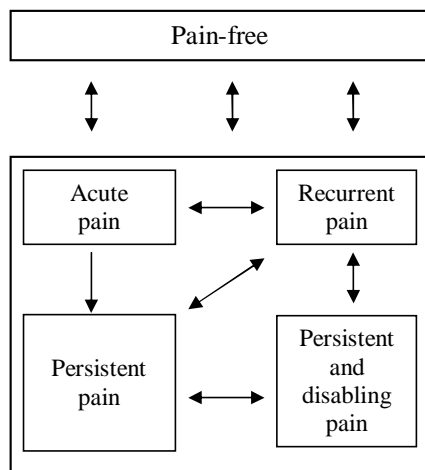 Pain-free
Acute
pain
Recurrent
pain
Persistent
pain
Persistent
and
disabling
pain